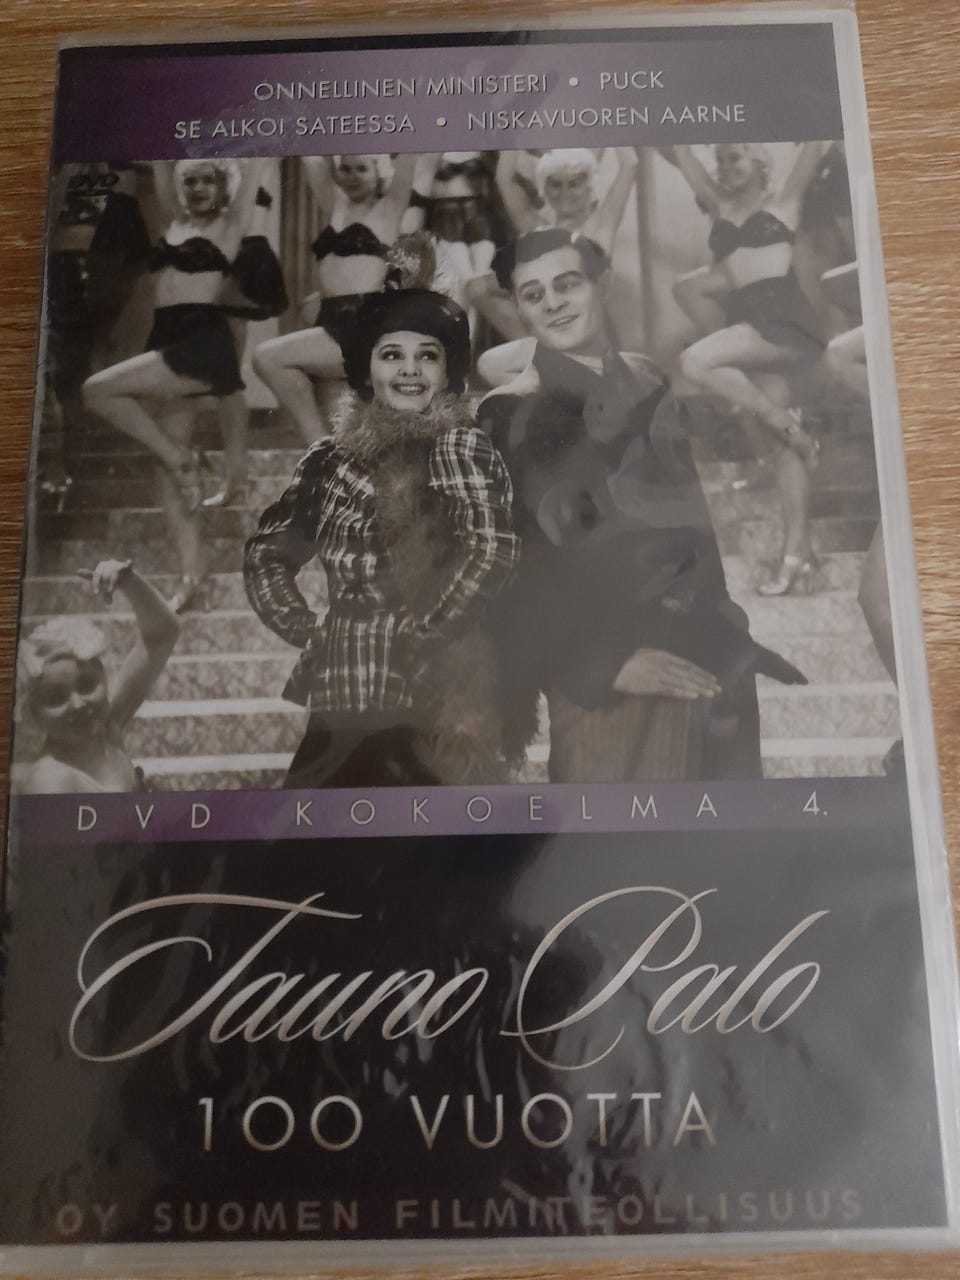 ONNELLINEN MINISTERI • PUCK
SE ALKOI SATEESSA • NISKAVUOREN AARNE
DVD
DVD KOKOELMA 4.
Tauno Palo
100 VUOTTA
OY SUOMEN FILMITEOLLISUUS